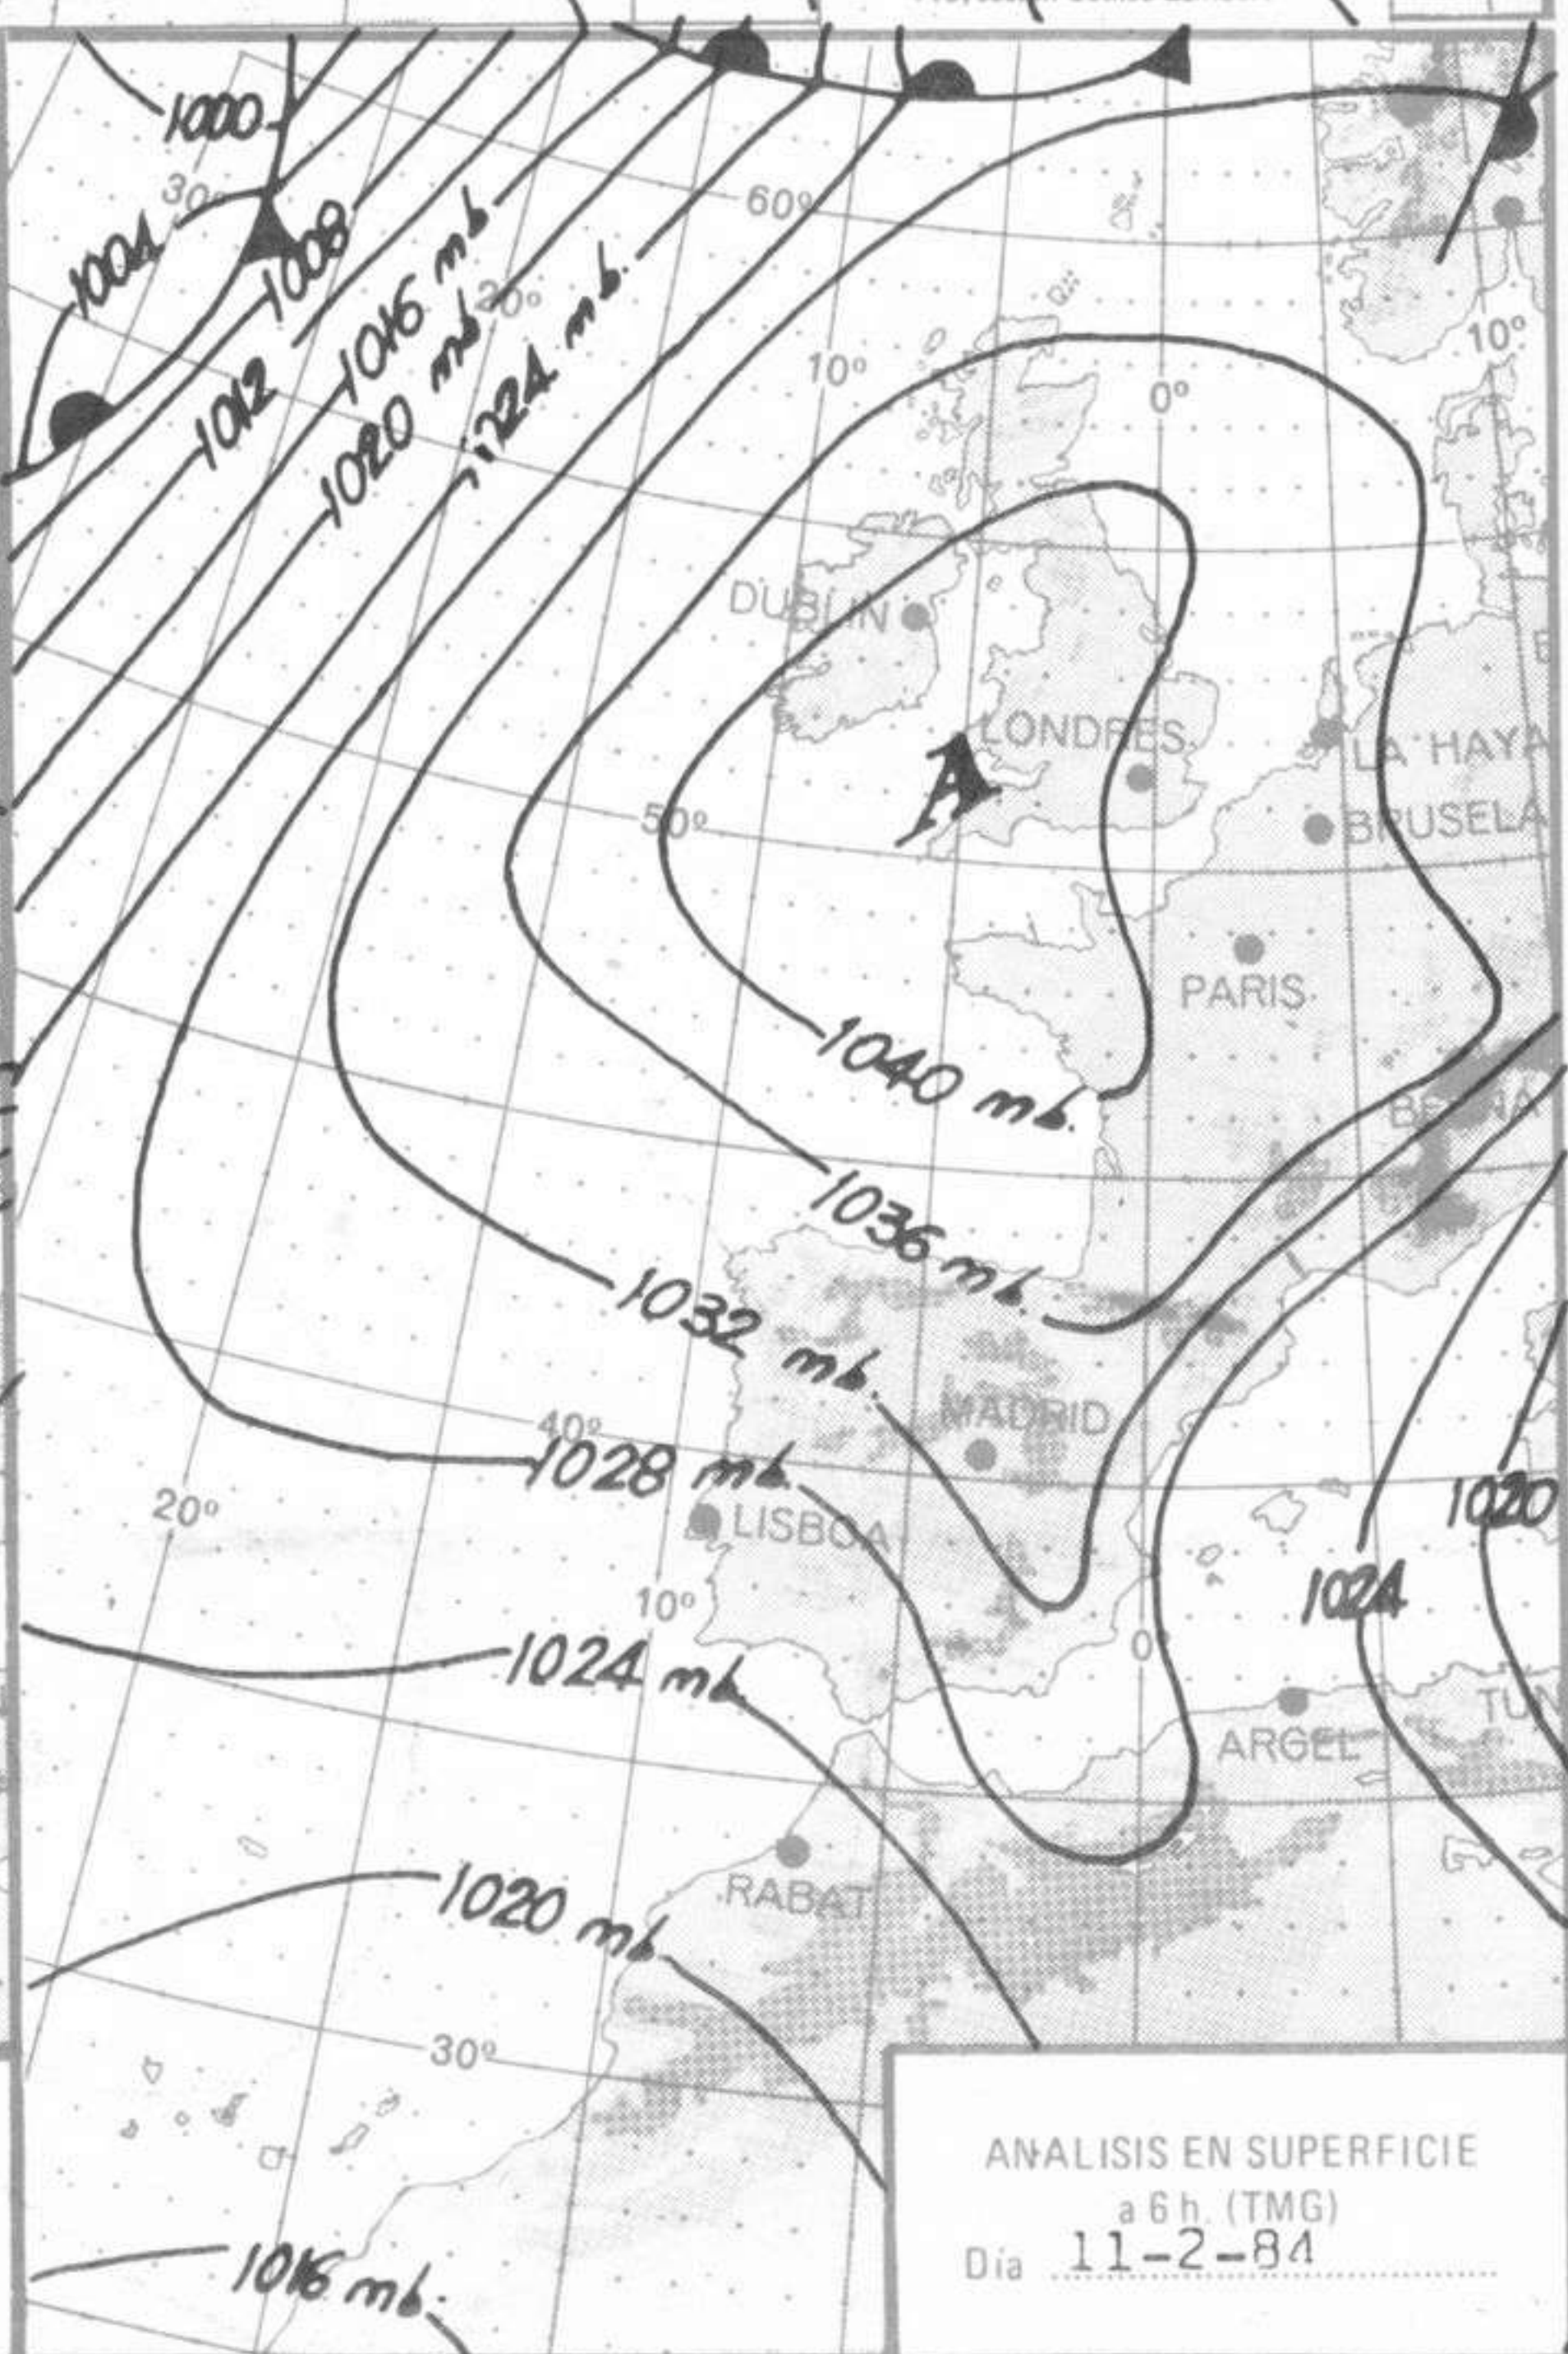 1000
30º
1004
1008
60º
1016 mb.
20º
1012
1020 mb.
1024 mb.
10º
0º
10º
DUBLIN
LONDRES
LA HAYA
50º
BRUSELA
PARIS
1040 mb.
1036 mb.
1032 mb.
MADRID
40º
1028 mb.
20º
LISBOA
1020
10º
1024
0º
1024 mb.
ARGEL
TUN
RABAT
1020 mb.
30º
A
ANALISIS EN SUPERFICIE
a 6 h. (TMG)
Día 11-2-84
1016 mb.